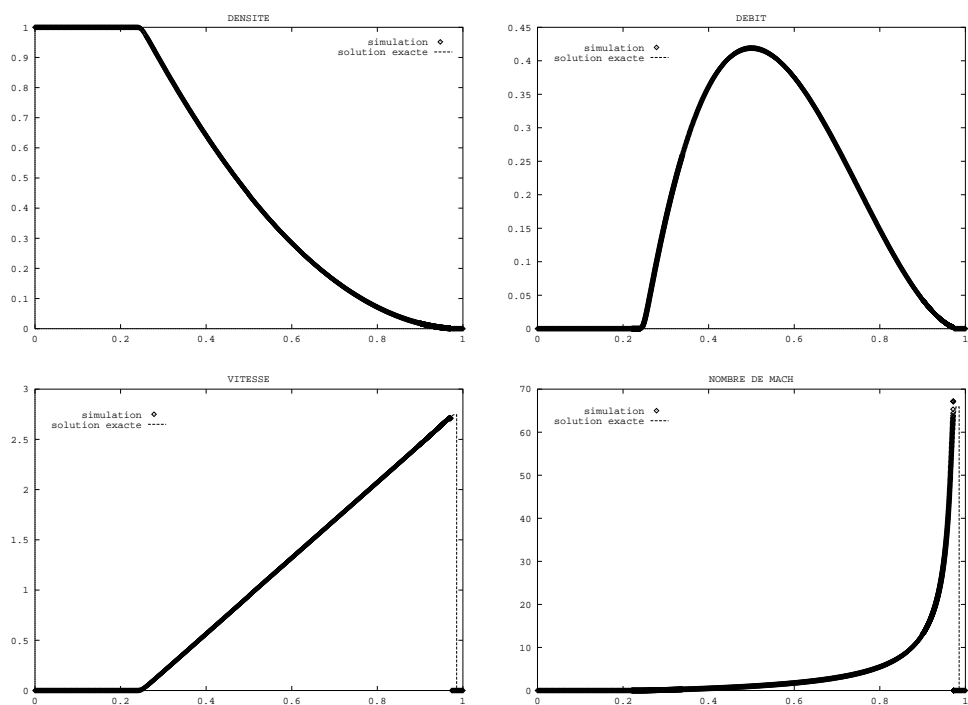 DENSITE
simulation
solution exacte
1
0.9
0.8
0.7
0.6
0.5
0.4
0.3
0.2
0.1
0
0 0.2 0.4 0.6 0.8 1
DEBIT
simulation
solution exacte
0.45
0.4
0.35
0.3
0.25
0.2
0.15
0.1
0.05
0
0 0.2 0.4 0.6 0.8 1
VITESSE
simulation
solution exacte
3
2.5
2
1.5
1
0.5
0
0 0.2 0.4 0.6 0.8 1
NOMBRE DE MACH
simulation
solution exacte
70
60
50
40
30
20
10
0
0 0.2 0.4 0.6 0.8 1